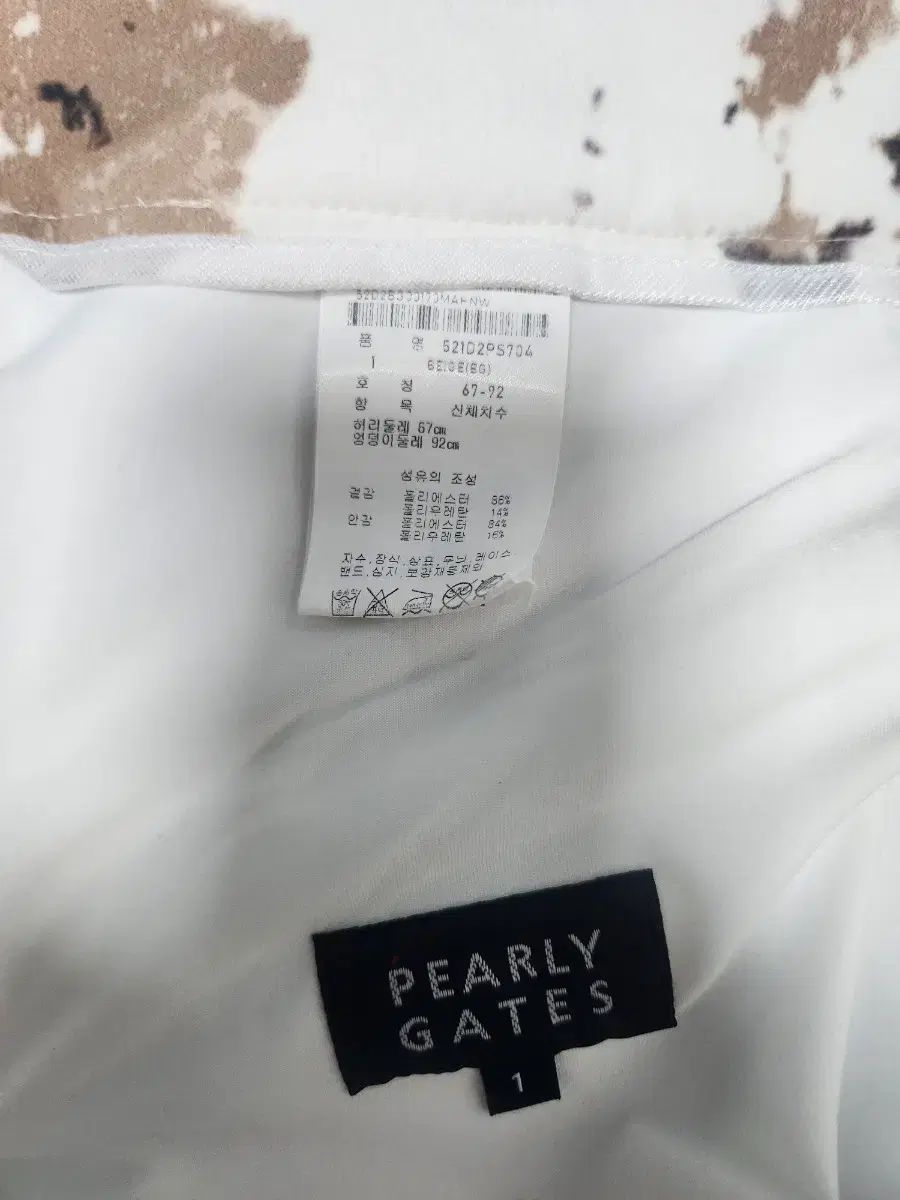 품 명 521D2PS704
1 BEIGE(BG)
호 칭 67-92
항 목 신체치수
허리둘레 67cm
엉덩이둘레 92cm
섬유의 조성
겉감 폴리에스터 86%
폴리우레탄 14%
안감 폴리에스터 84%
폴리우레탄 16%
자수,장식,상표,무늬,레이스,
밴드,심지,보강재등제외
PEARLY
GATES
1